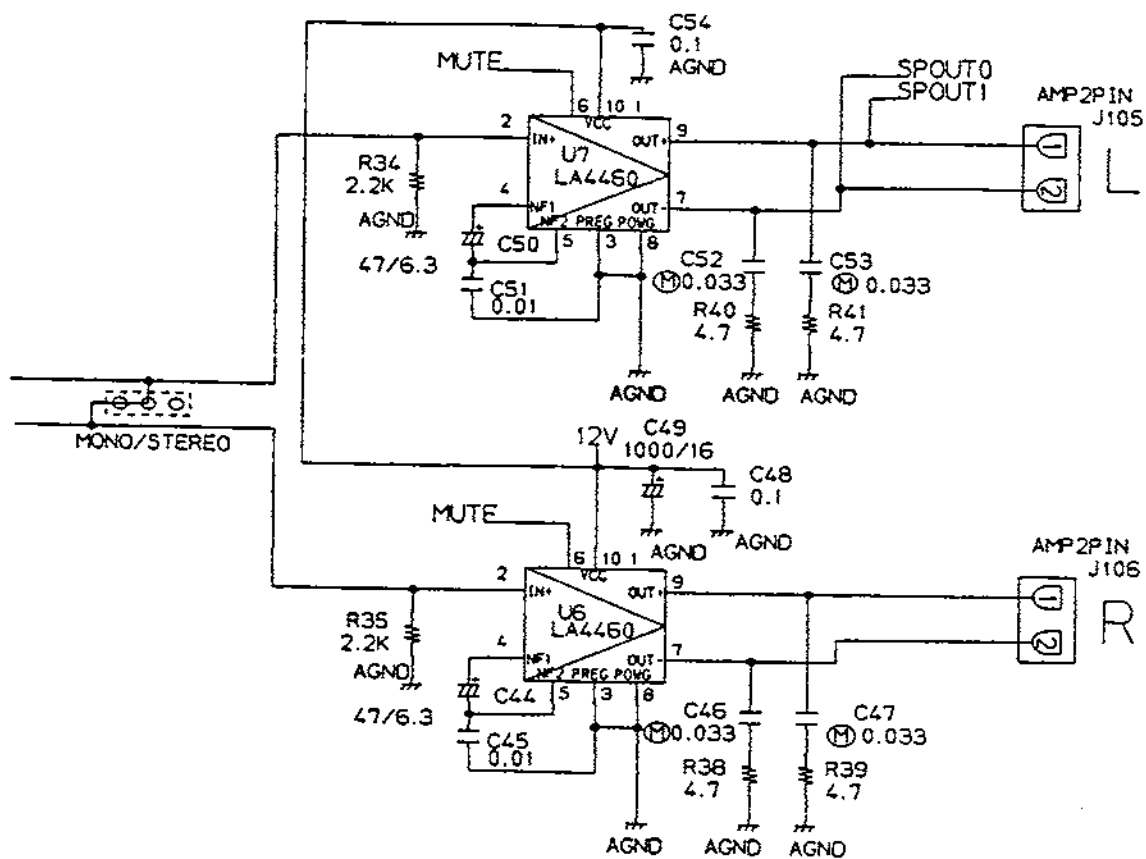 C54
0.1
AGND
MUTE
SPOUT0
SPOUT1
AMP2PIN
J105
6
10
1
VCC
2
IN+
OUT+
9
1
U7
LA4460
R34
2.2K
4
NF1
OUT-
7
2
L
AGND
NF2
PREG
POWG
C50
5
3
8
47/6.3
C51
0.01
C52
M 0.033
C53
M 0.033
R40
4.7
R41
4.7
AGND
AGND
AGND
MONO/STEREO
12V
C49
1000/16
C48
0.1
MUTE
AGND
AGND
AMP2PIN
J106
6
10
1
VCC
2
IN+
OUT+
9
1
U6
LA4460
R35
2.2K
4
NF1
OUT-
7
2
R
AGND
NF2
PREG
POWG
C44
5
3
8
47/6.3
C45
0.01
C46
M 0.033
C47
M 0.033
R38
4.7
R39
4.7
AGND
AGND
AGND